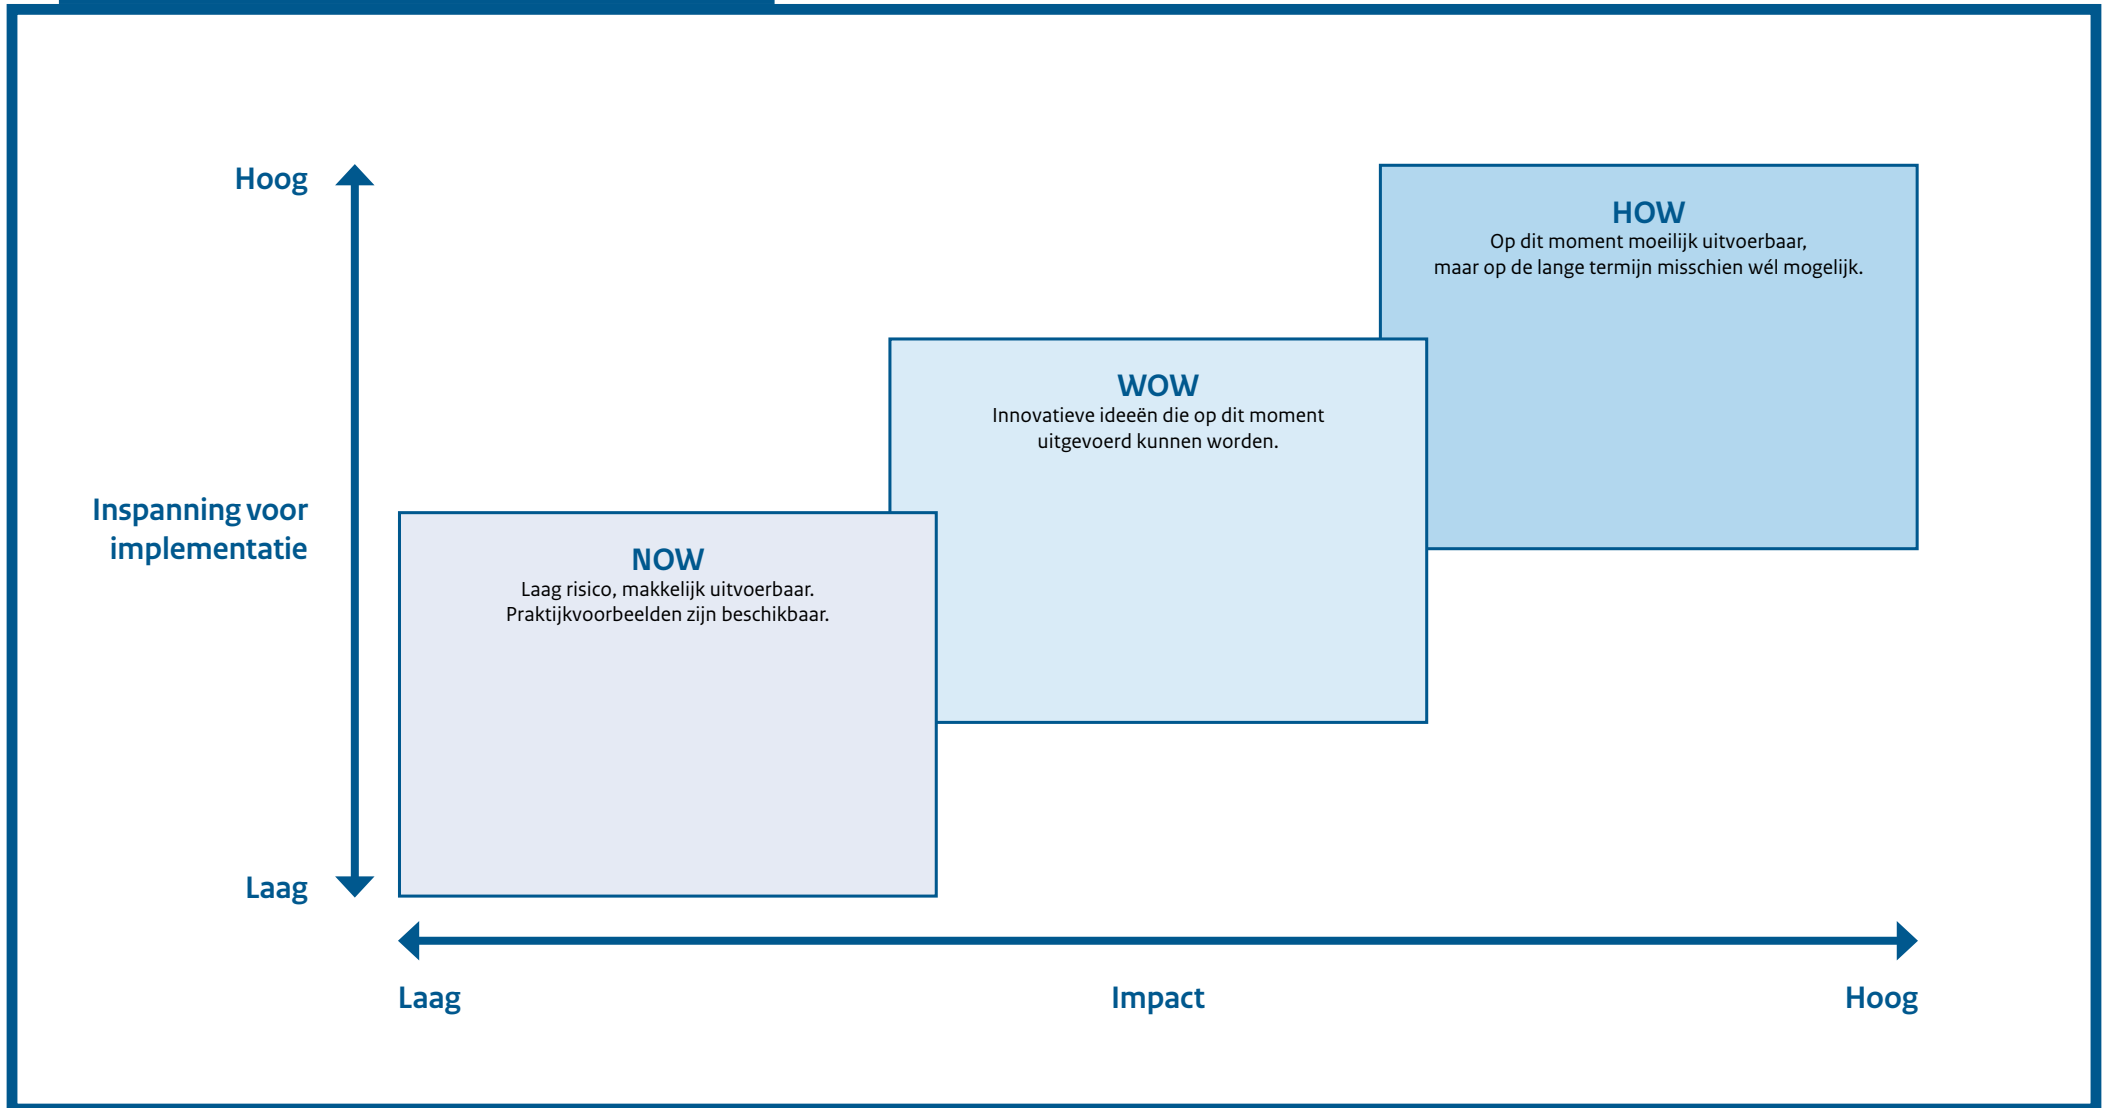 Hoog
HOW
Op dit moment moeilijk uitvoerbaar,
maar op de lange termijn misschien wél mogelijk.
WOW
Innovatieve ideeën die op dit moment
uitgevoerd kunnen worden.
Inspanning voor
implementatie
NOW
Laag risico, makkelijk uitvoerbaar.
Praktijkvoorbeelden zijn beschikbaar.
Laag
Laag
Impact
Hoog